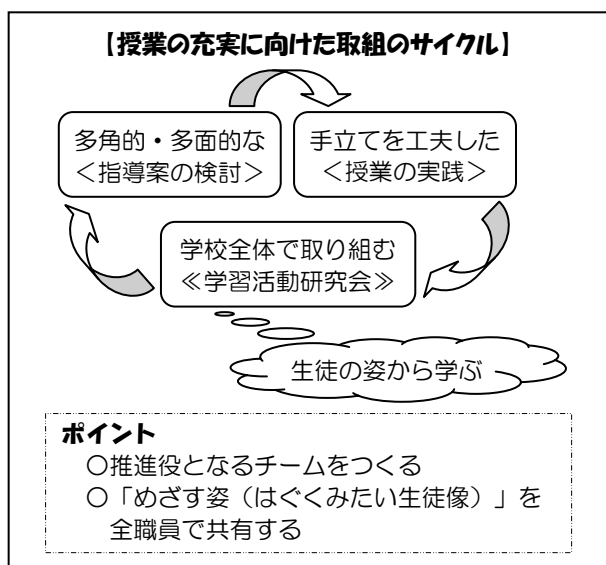 【授業の充実に向けた取組のサイクル】
多角的・多面的な
＜指導案の検討＞
手立てを工夫した
＜授業の実践＞
学校全体で取り組む
≪学習活動研究会≫
生徒の姿から学ぶ
ポイント
〇推進役となるチームをつくる
〇「めざす姿（はぐくみたい生徒像）」を
全職員で共有する